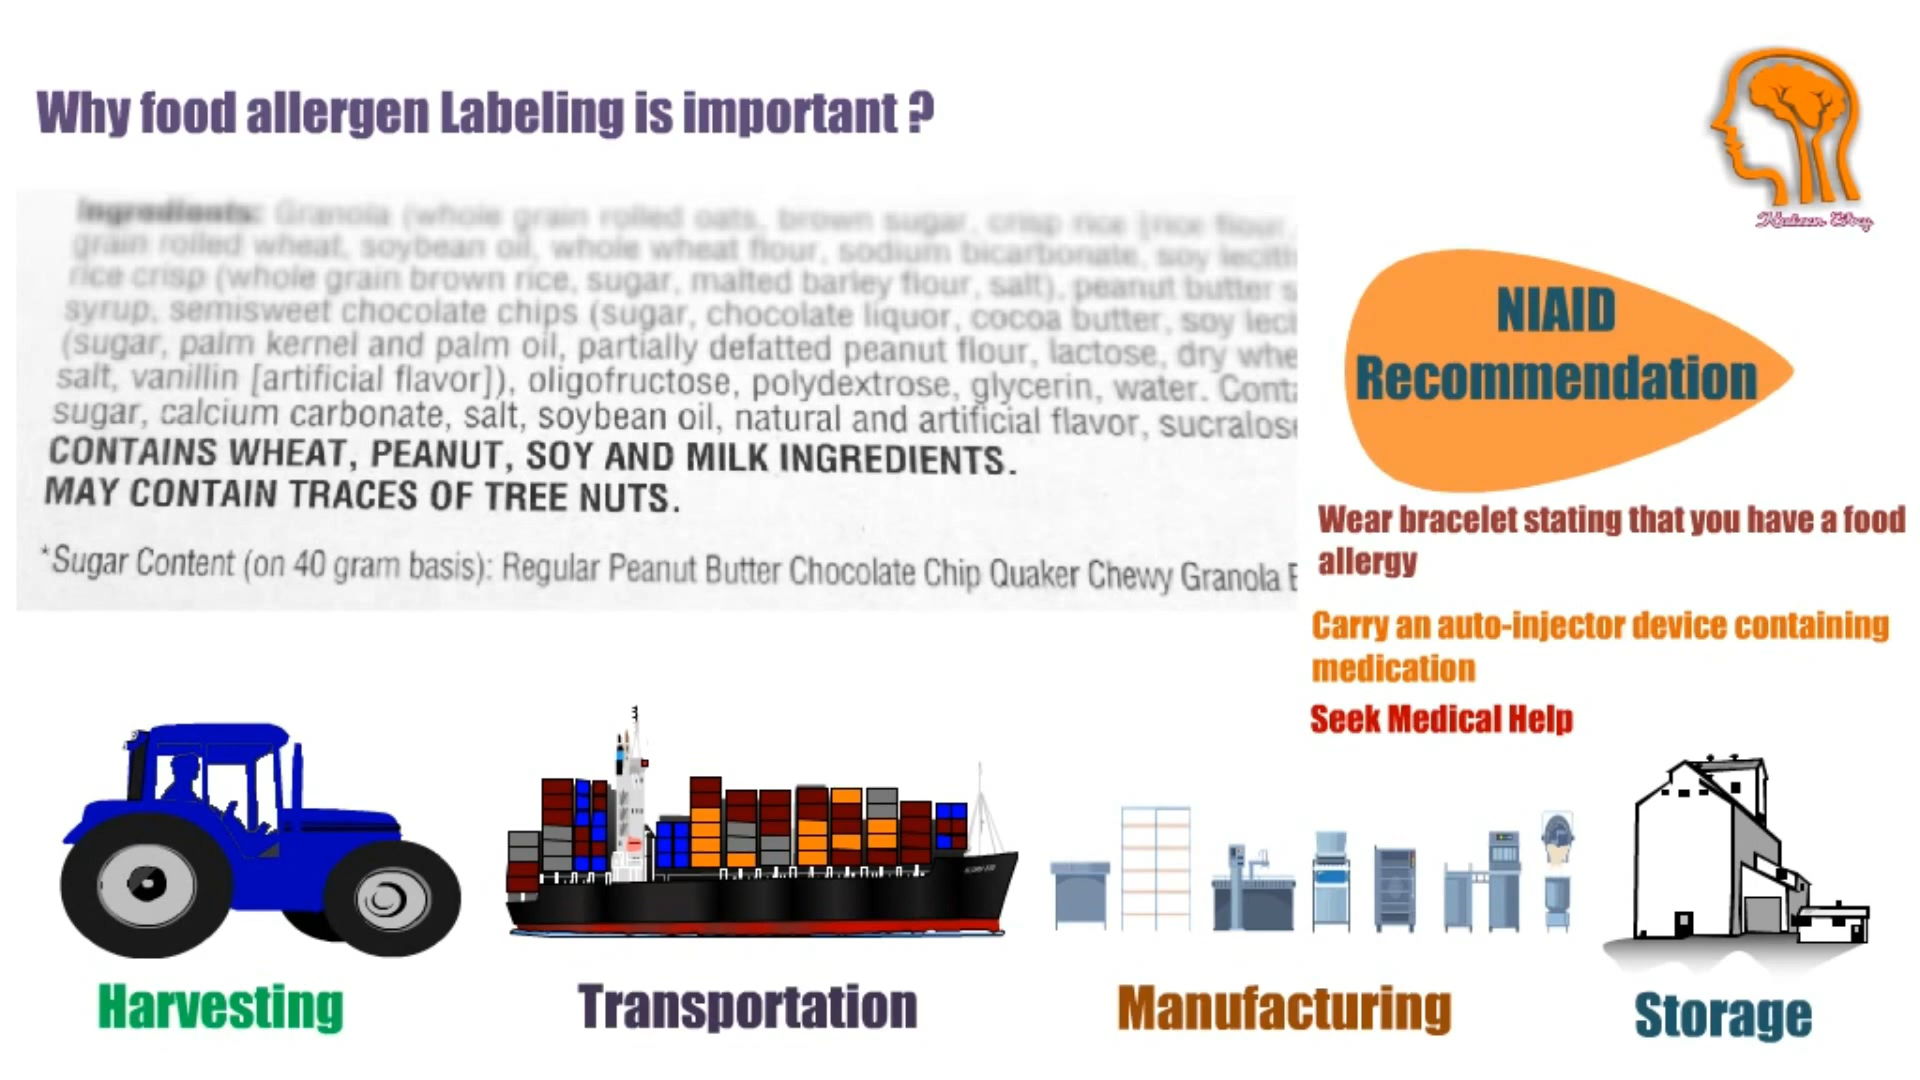 Why food allergen Labeling is important ?
Ingredients: Granola (whole grain rolled oats, brown sugar, crisp rice [rice flour,
grain rolled wheat, soybean oil, whole wheat flour, sodium bicarbonate, soy
rice crisp (whole grain brown rice, sugar, malted barley flour, salt), peanut butter
syrup, semisweet chocolate chips (sugar, chocolate liquor, cocoa butter, soy
(sugar, palm kernel and palm oil, partially defatted peanut flour, lactose, dry
salt, vanillin [artificial flavor]), oligofructose, polydextrose, glycerin, water.
sugar, calcium carbonate, salt, soybean oil, natural and artificial flavor,
CONTAINS WHEAT, PEANUT, SOY AND MILK INGREDIENTS.
MAY CONTAIN TRACES OF TREE NUTS.
*Sugar Content (on 40 gram basis): Regular Peanut Butter Chocolate Chip Quaker Chewy Granola
NIAID
Recommendation
Wear bracelet stating that you have a food
allergy
Carry an auto-injector device containing
medication
Seek Medical Help
Harvesting
Transportation
Manufacturing
Storage